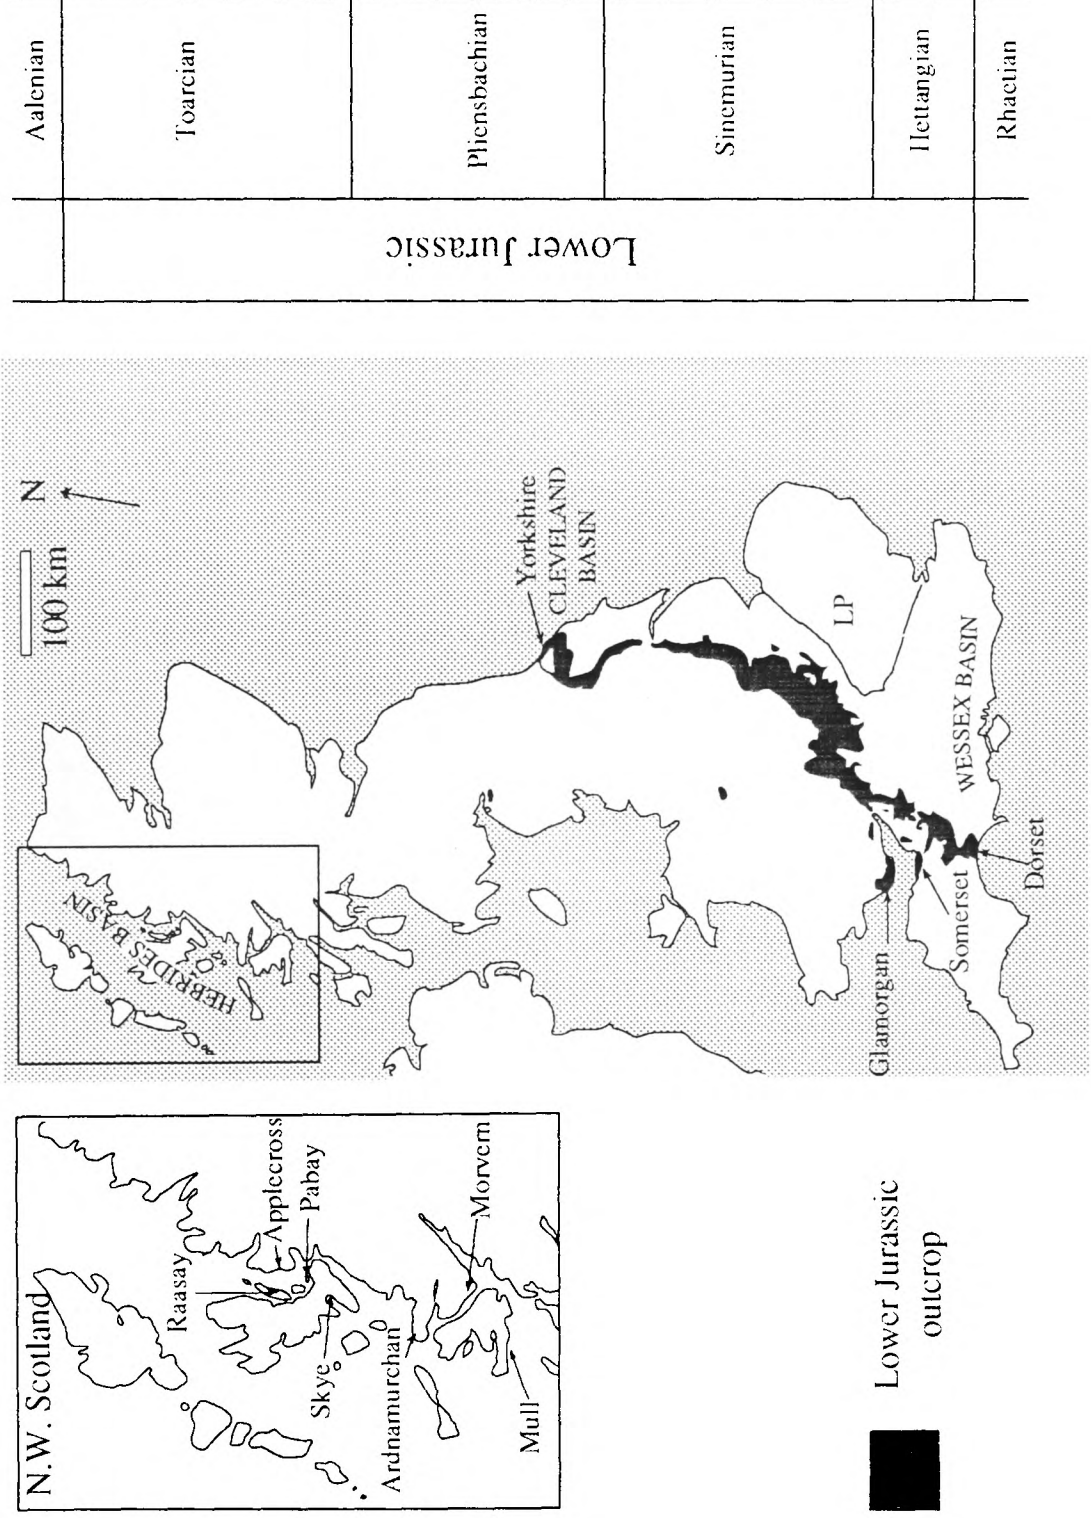 N.W. Scotland
Raasay
Applecross
Pabay
Skye
Ardnamurchan
Morvern
Mull
Lower Jurassic
outcrop
100 km
N
HEBRIDES BASIN
Yorkshire
CLEVELAND
BASIN
LP
WESSEX BASIN
Glamorgan
Somerset
Dorset
Lower Jurassic
Aalenian
Toarcian
Pliensbachian
Sinemurian
Hettangian
Rhaetian